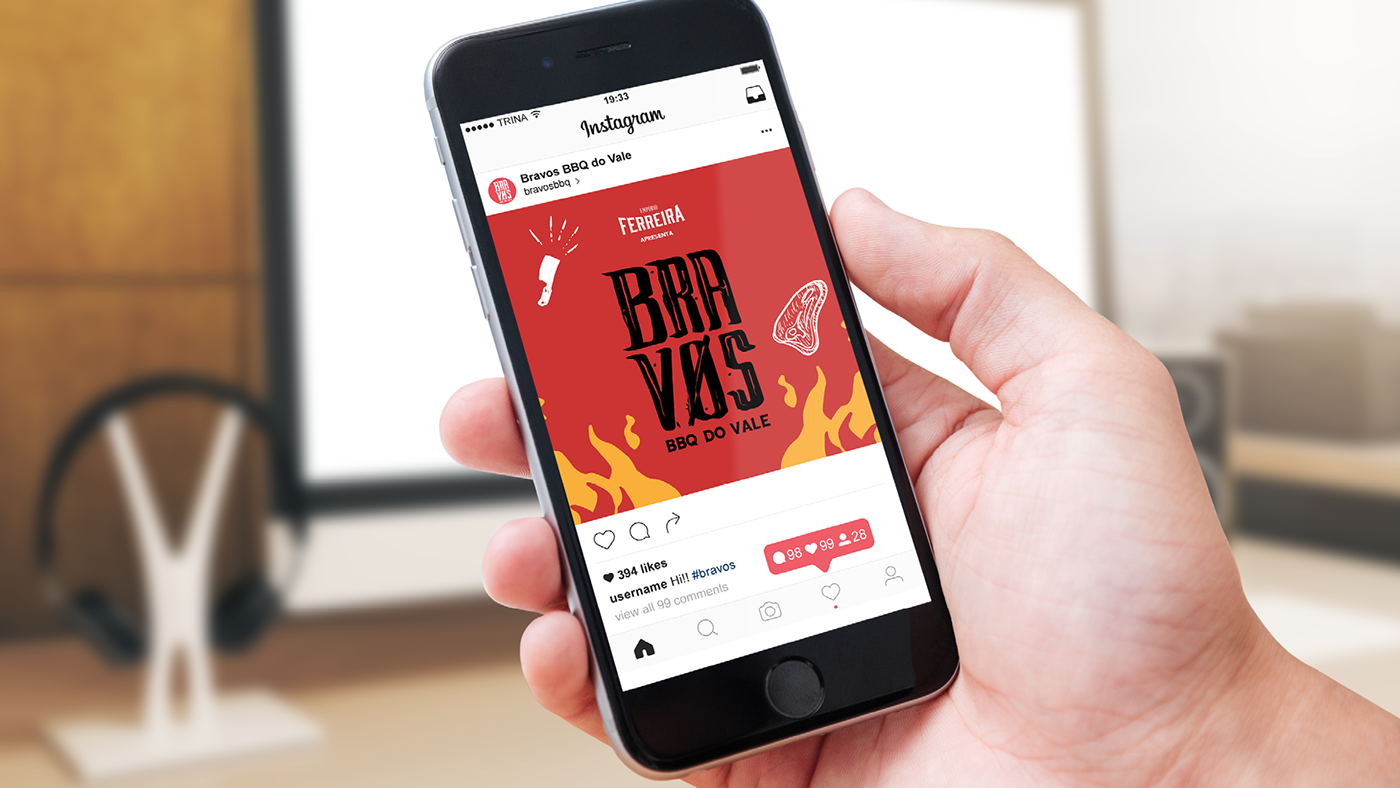 19:33
TRINA
Instagram
Bravos BBQ do Vale
bravosbbq >
BRA
VØS
EMPÓRIO
FERREIRA
APRESENTA
BRA
VØS
BBQ DO VALE
394 likes
username Hi!! #bravos
view all 99 comments
98 99 28